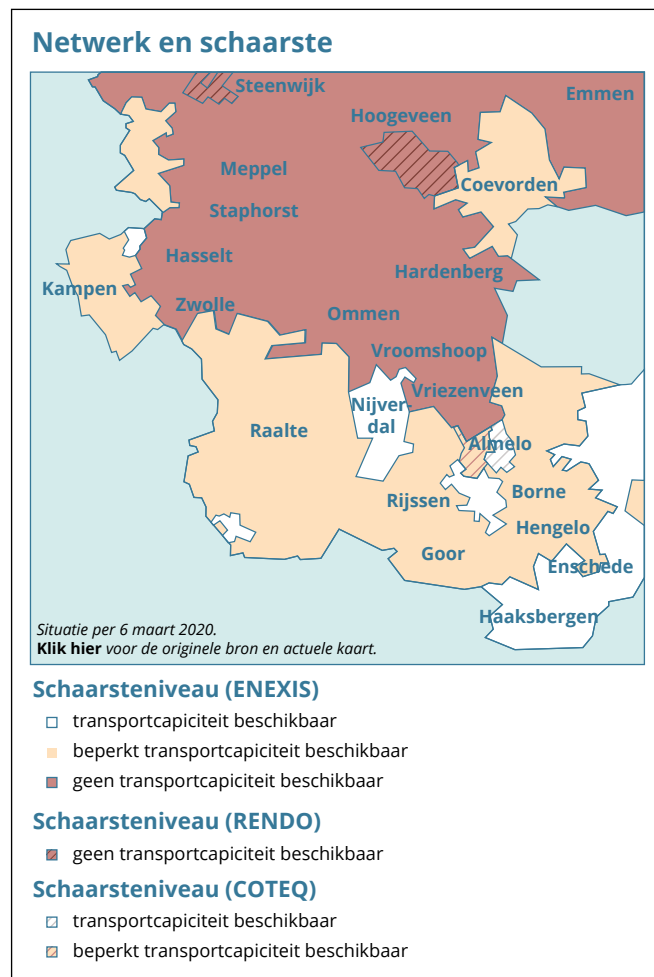 Netwerk en schaarste
Steenwijk
Emmen
Hoogeveen
Meppel
Coevorden
Staphorst
Hasselt
Hardenberg
Kampen
Zwolle
Ommen
Vroomshoop
Vriezenveen
Nijver-
dal
Raalte
Almelo
Rijssen
Borne
Hengelo
Goor
Enschede
Haaksbergen
Situatie per 6 maart 2020.
Klik hier voor de originele bron en actuele kaart.
Schaarsteniveau (ENEXIS)
transportcapiciteit beschikbaar
beperkt transportcapiciteit beschikbaar
geen transportcapiciteit beschikbaar
Schaarsteniveau (RENDO)
geen transportcapiciteit beschikbaar
Schaarsteniveau (COTEQ)
transportcapiciteit beschikbaar
beperkt transportcapiciteit beschikbaar